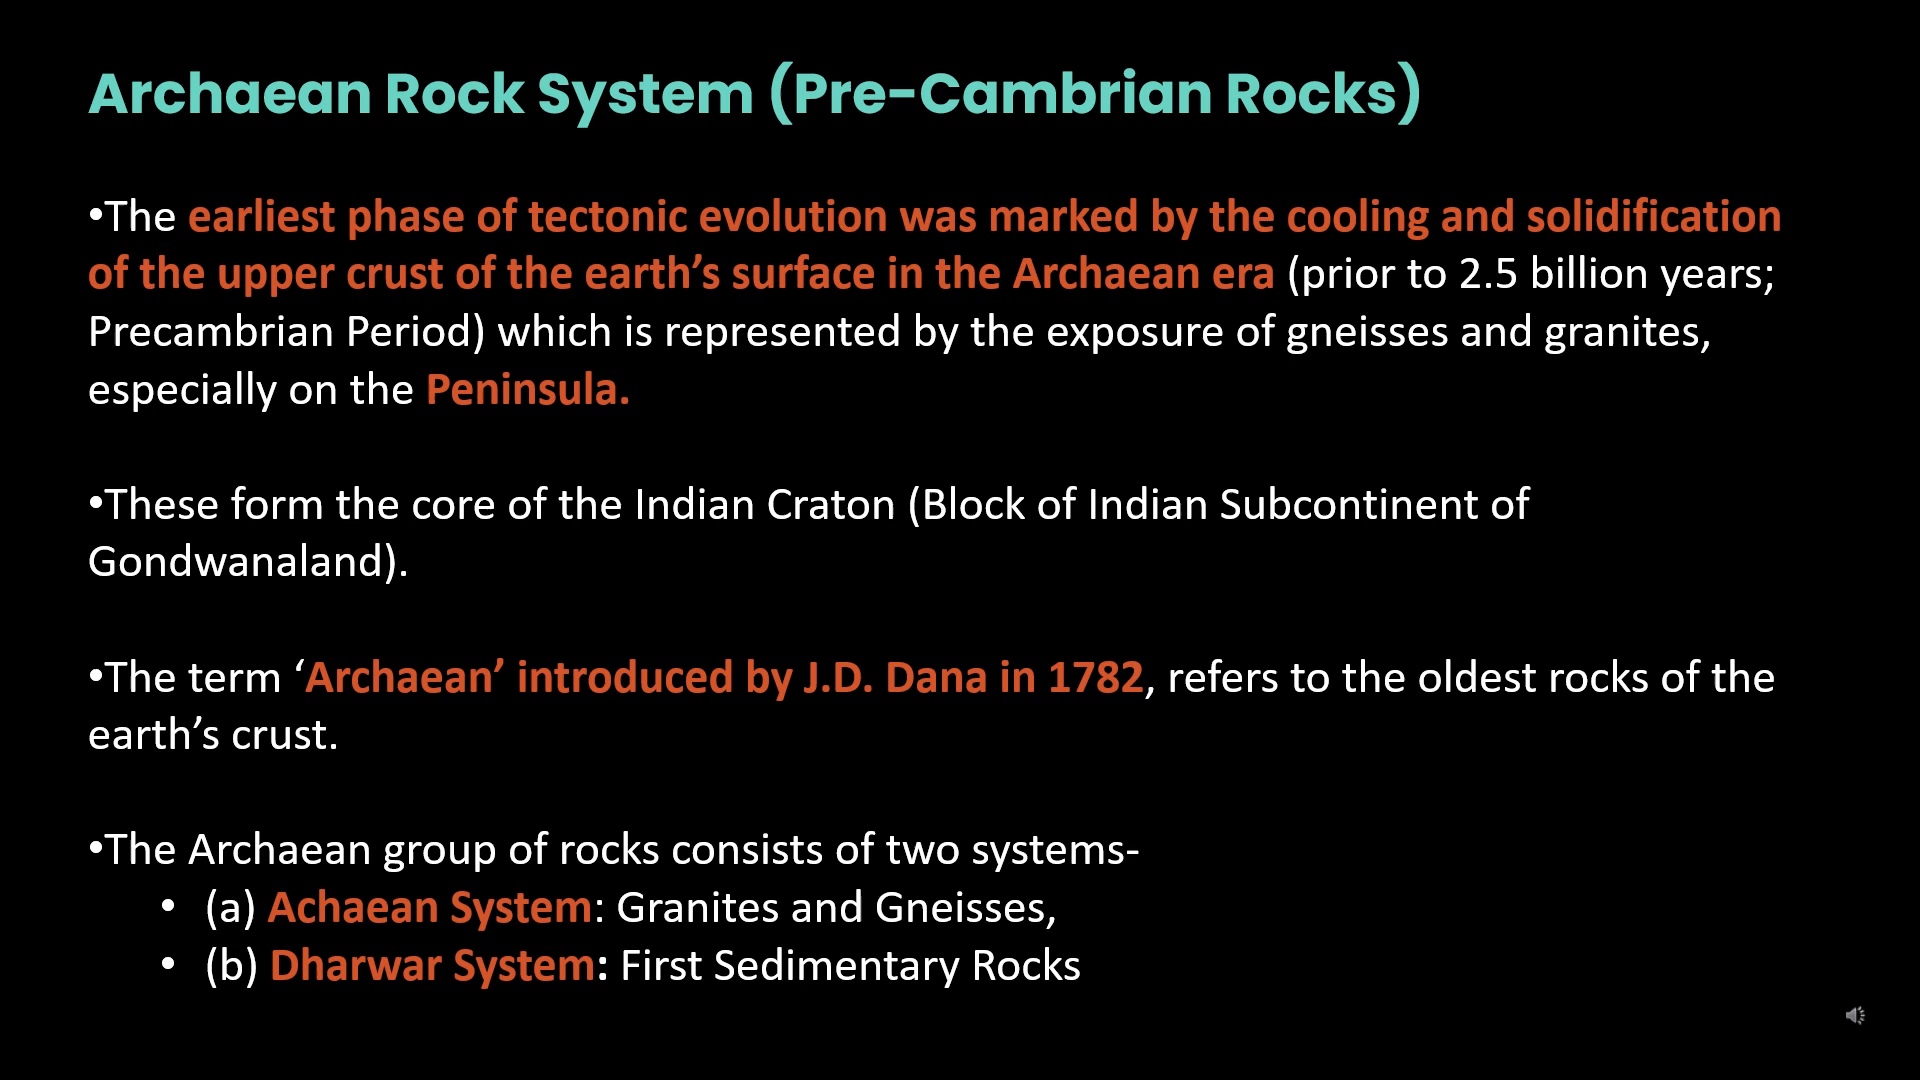 Archaean Rock System (Pre-Cambrian Rocks)
•The earliest phase of tectonic evolution was marked by the cooling and solidification
of the upper crust of the earth’s surface in the Archaean era (prior to 2.5 billion years;
Precambrian Period) which is represented by the exposure of gneisses and granites,
especially on the Peninsula.
•These form the core of the Indian Craton (Block of Indian Subcontinent of
Gondwanaland).
•The term ‘Archaean’ introduced by J.D. Dana in 1782, refers to the oldest rocks of the
earth’s crust.
•The Archaean group of rocks consists of two systems-
• (a) Achaean System: Granites and Gneisses,
• (b) Dharwar System: First Sedimentary Rocks